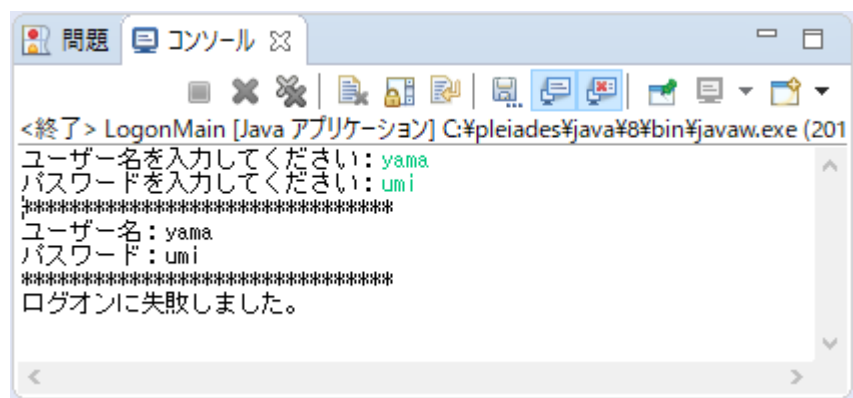 問題 コンソール
<終了> LogonMain [Java アプリケーション] C:¥pleiades¥java¥8¥bin¥javaw.exe (201
ユーザー名を入力してください：yama
パスワードを入力してください：umi
*******************************
ユーザー名：yama
パスワード：umi
*******************************
ログオンに失敗しました。